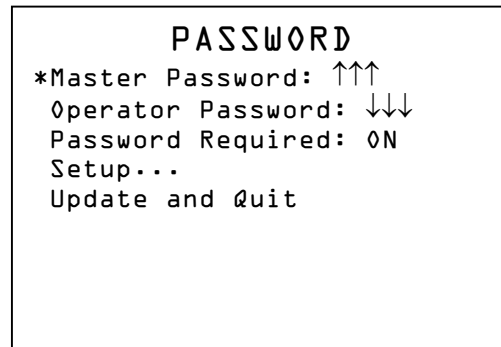 PASSWORD
*Master Password: ↑↑↑
Operator Password: ↓↓↓
Password Required: ON
Setup...
Update and Quit